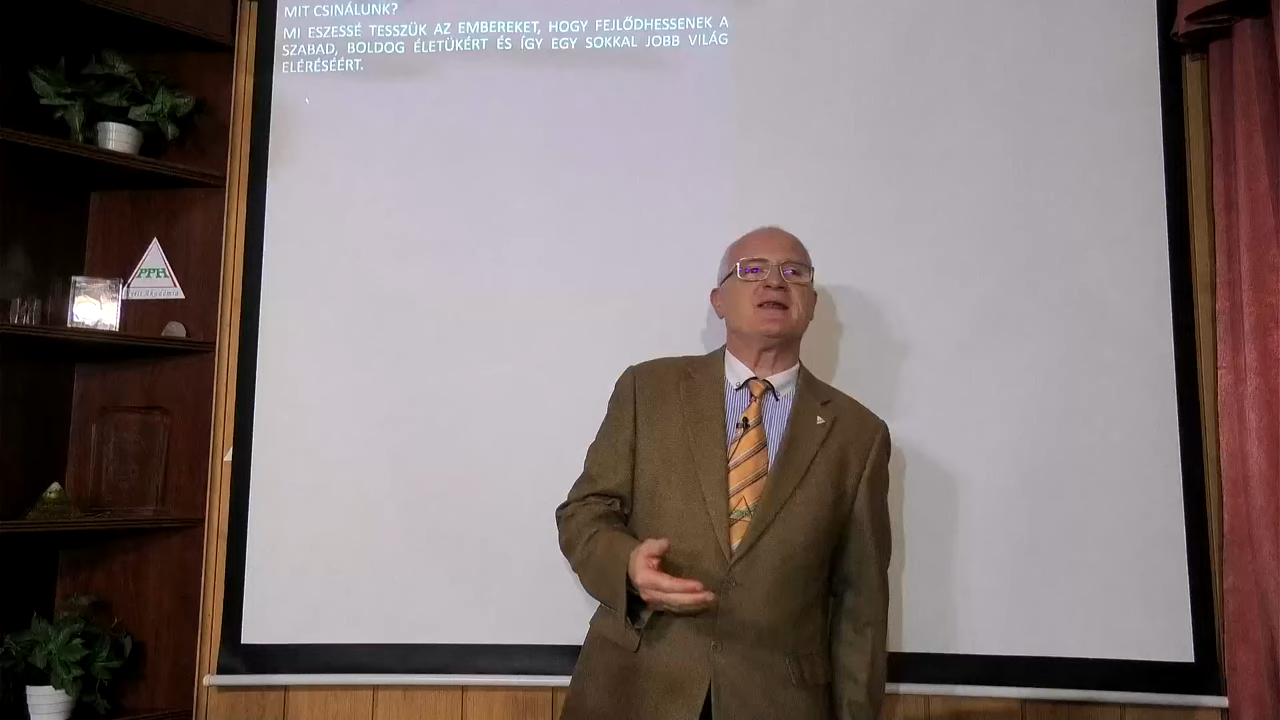 MIT CSINÁLUNK?
MI ESZESSÉ TESSZÜK AZ EMBEREKET, HOGY FEJLŐDHESSENEK A
SZABAD, BOLDOG ÉLETÜKÉRT ÉS ÍGY EGY SOKKAL JOBB VILÁG
ELÉRÉSÉÉRT.
PPH
Akadémia